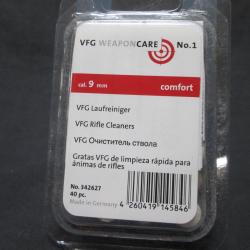 VFG WEAPONCARE No.1
cal. 9 mm comfort
VFG Laufreiniger
VFG Rifle Cleaners
VFG Очиститель ствола
Gratas VFG de limpieza rápida para
ánimas de rifles
No. 342627
40 pc.
Made in Germany
4 260419 145846